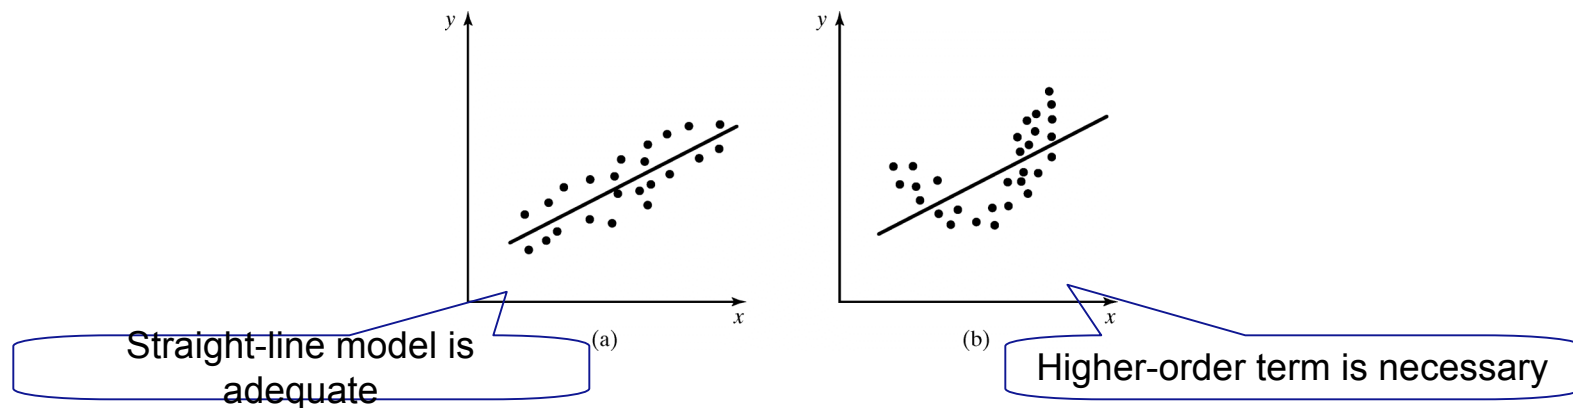 y
x
(a)
y
x
(b)
Straight-line model is
adequate
Higher-order term is necessary